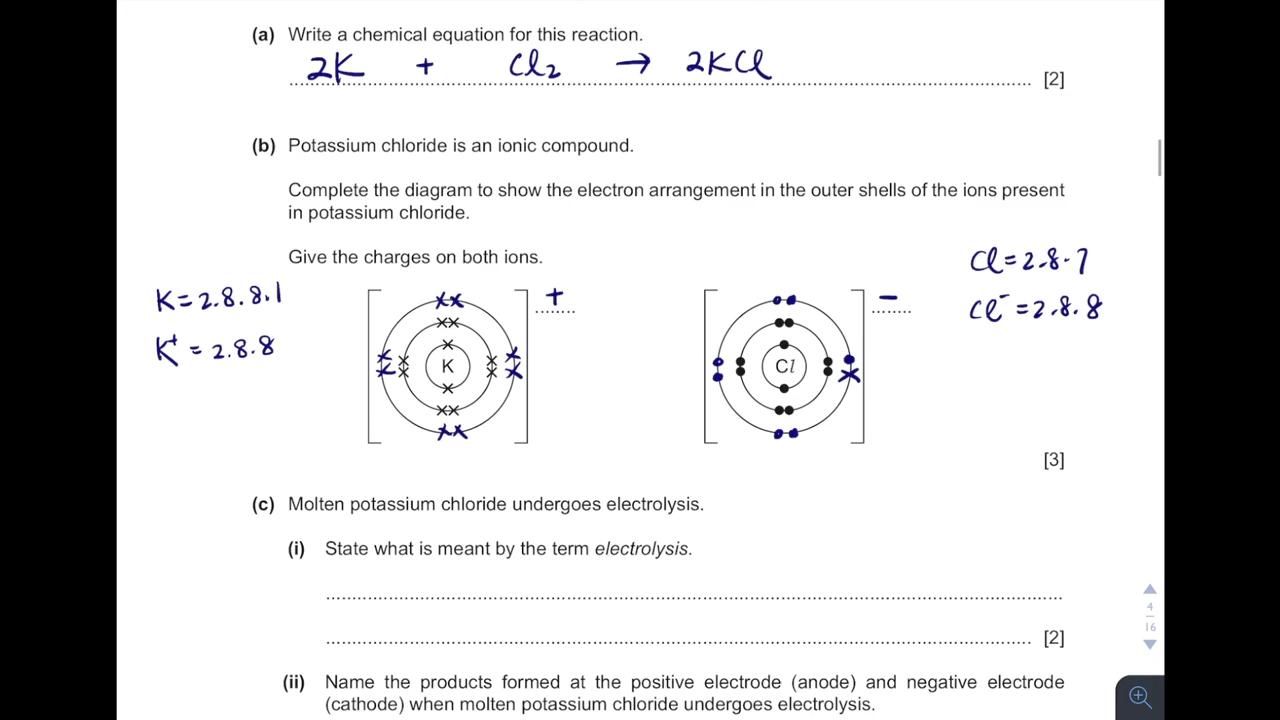 (a) Write a chemical equation for this reaction.
2K + Cl₂ → 2KCl
[2]
(b) Potassium chloride is an ionic compound.
Complete the diagram to show the electron arrangement in the outer shells of the ions present
in potassium chloride.
Give the charges on both ions.
K = 2.8.8.1
K⁺ = 2.8.8
K
+
Cl
−
Cl = 2.8.7
Cl⁻ = 2.8.8
[3]
(c) Molten potassium chloride undergoes electrolysis.
(i) State what is meant by the term electrolysis.
[2]
(ii) Name the products formed at the positive electrode (anode) and negative electrode
(cathode) when molten potassium chloride undergoes electrolysis.
4
16